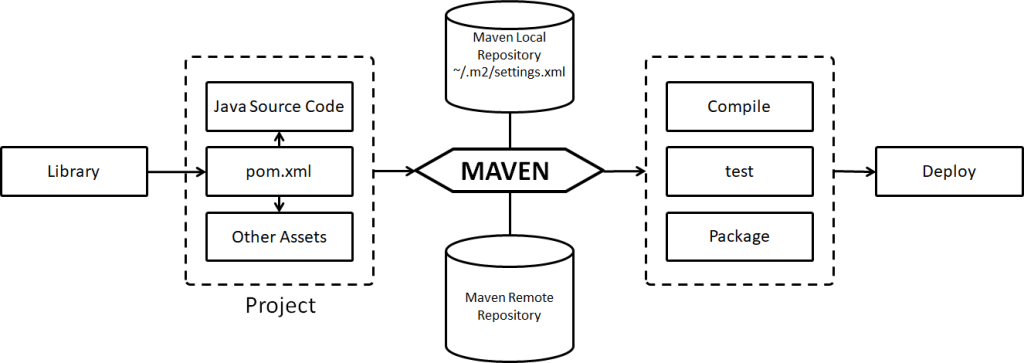 Library
Java Source Code
pom.xml
Other Assets
Project
Maven Local
Repository
~/.m2/settings.xml
MAVEN
Maven Remote
Repository
Compile
test
Package
Deploy